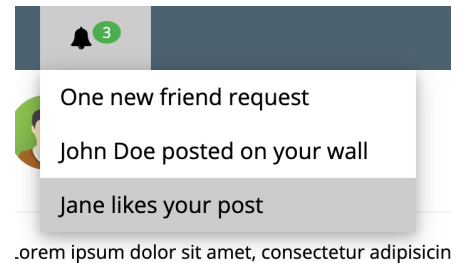 3
One new friend request
John Doe posted on your wall
Jane likes your post
orem ipsum dolor sit amet, consectetur adipisicin